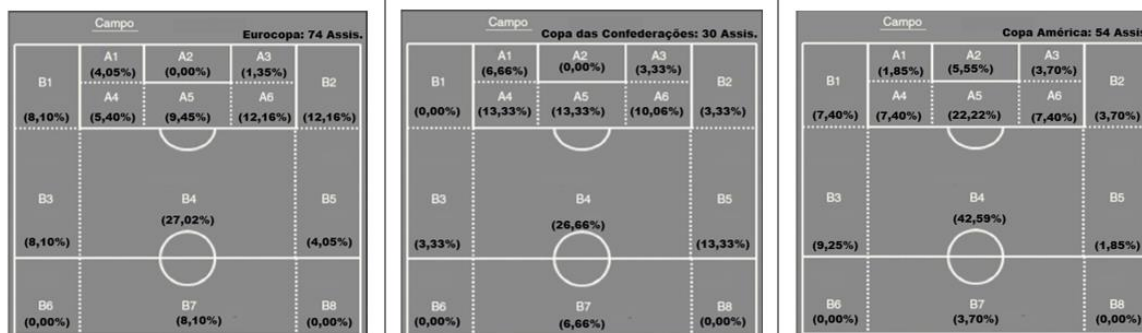 Campo
Eurocopa: 74 Assis.
A1 A2 A3
(4,05%) (0,00%) (1,35%)
B1 B2
A4 A5 A6
(8,10%) (5,40%) (9,45%) (12,16%) (12,16%)
B3 B4 B5
(27,02%)
(8,10%) (4,05%)
B6 B7 B8
(0,00%) (8,10%) (0,00%)
Campo
Copa das Confederações: 30 Assis.
A1 A2 A3
(6,66%) (0,00%) (3,33%)
B1 B2
A4 A5 A6
(0,00%) (13,33%) (13,33%) (10,06%) (3,33%)
B3 B4 B5
(26,66%)
(3,33%) (13,33%)
B6 B7 B8
(0,00%) (6,66%) (0,00%)
Campo
Copa América: 54 Assis
A1 A2 A3
(1,85%) (5,55%) (3,70%)
B1 B2
A4 A5 A6
(7,40%) (7,40%) (22,22%) (7,40%) (3,70%)
B3 B4 B5
(42,59%)
(9,25%) (1,85%)
B6 B7 B8
(0,00%) (3,70%) (0,00%)